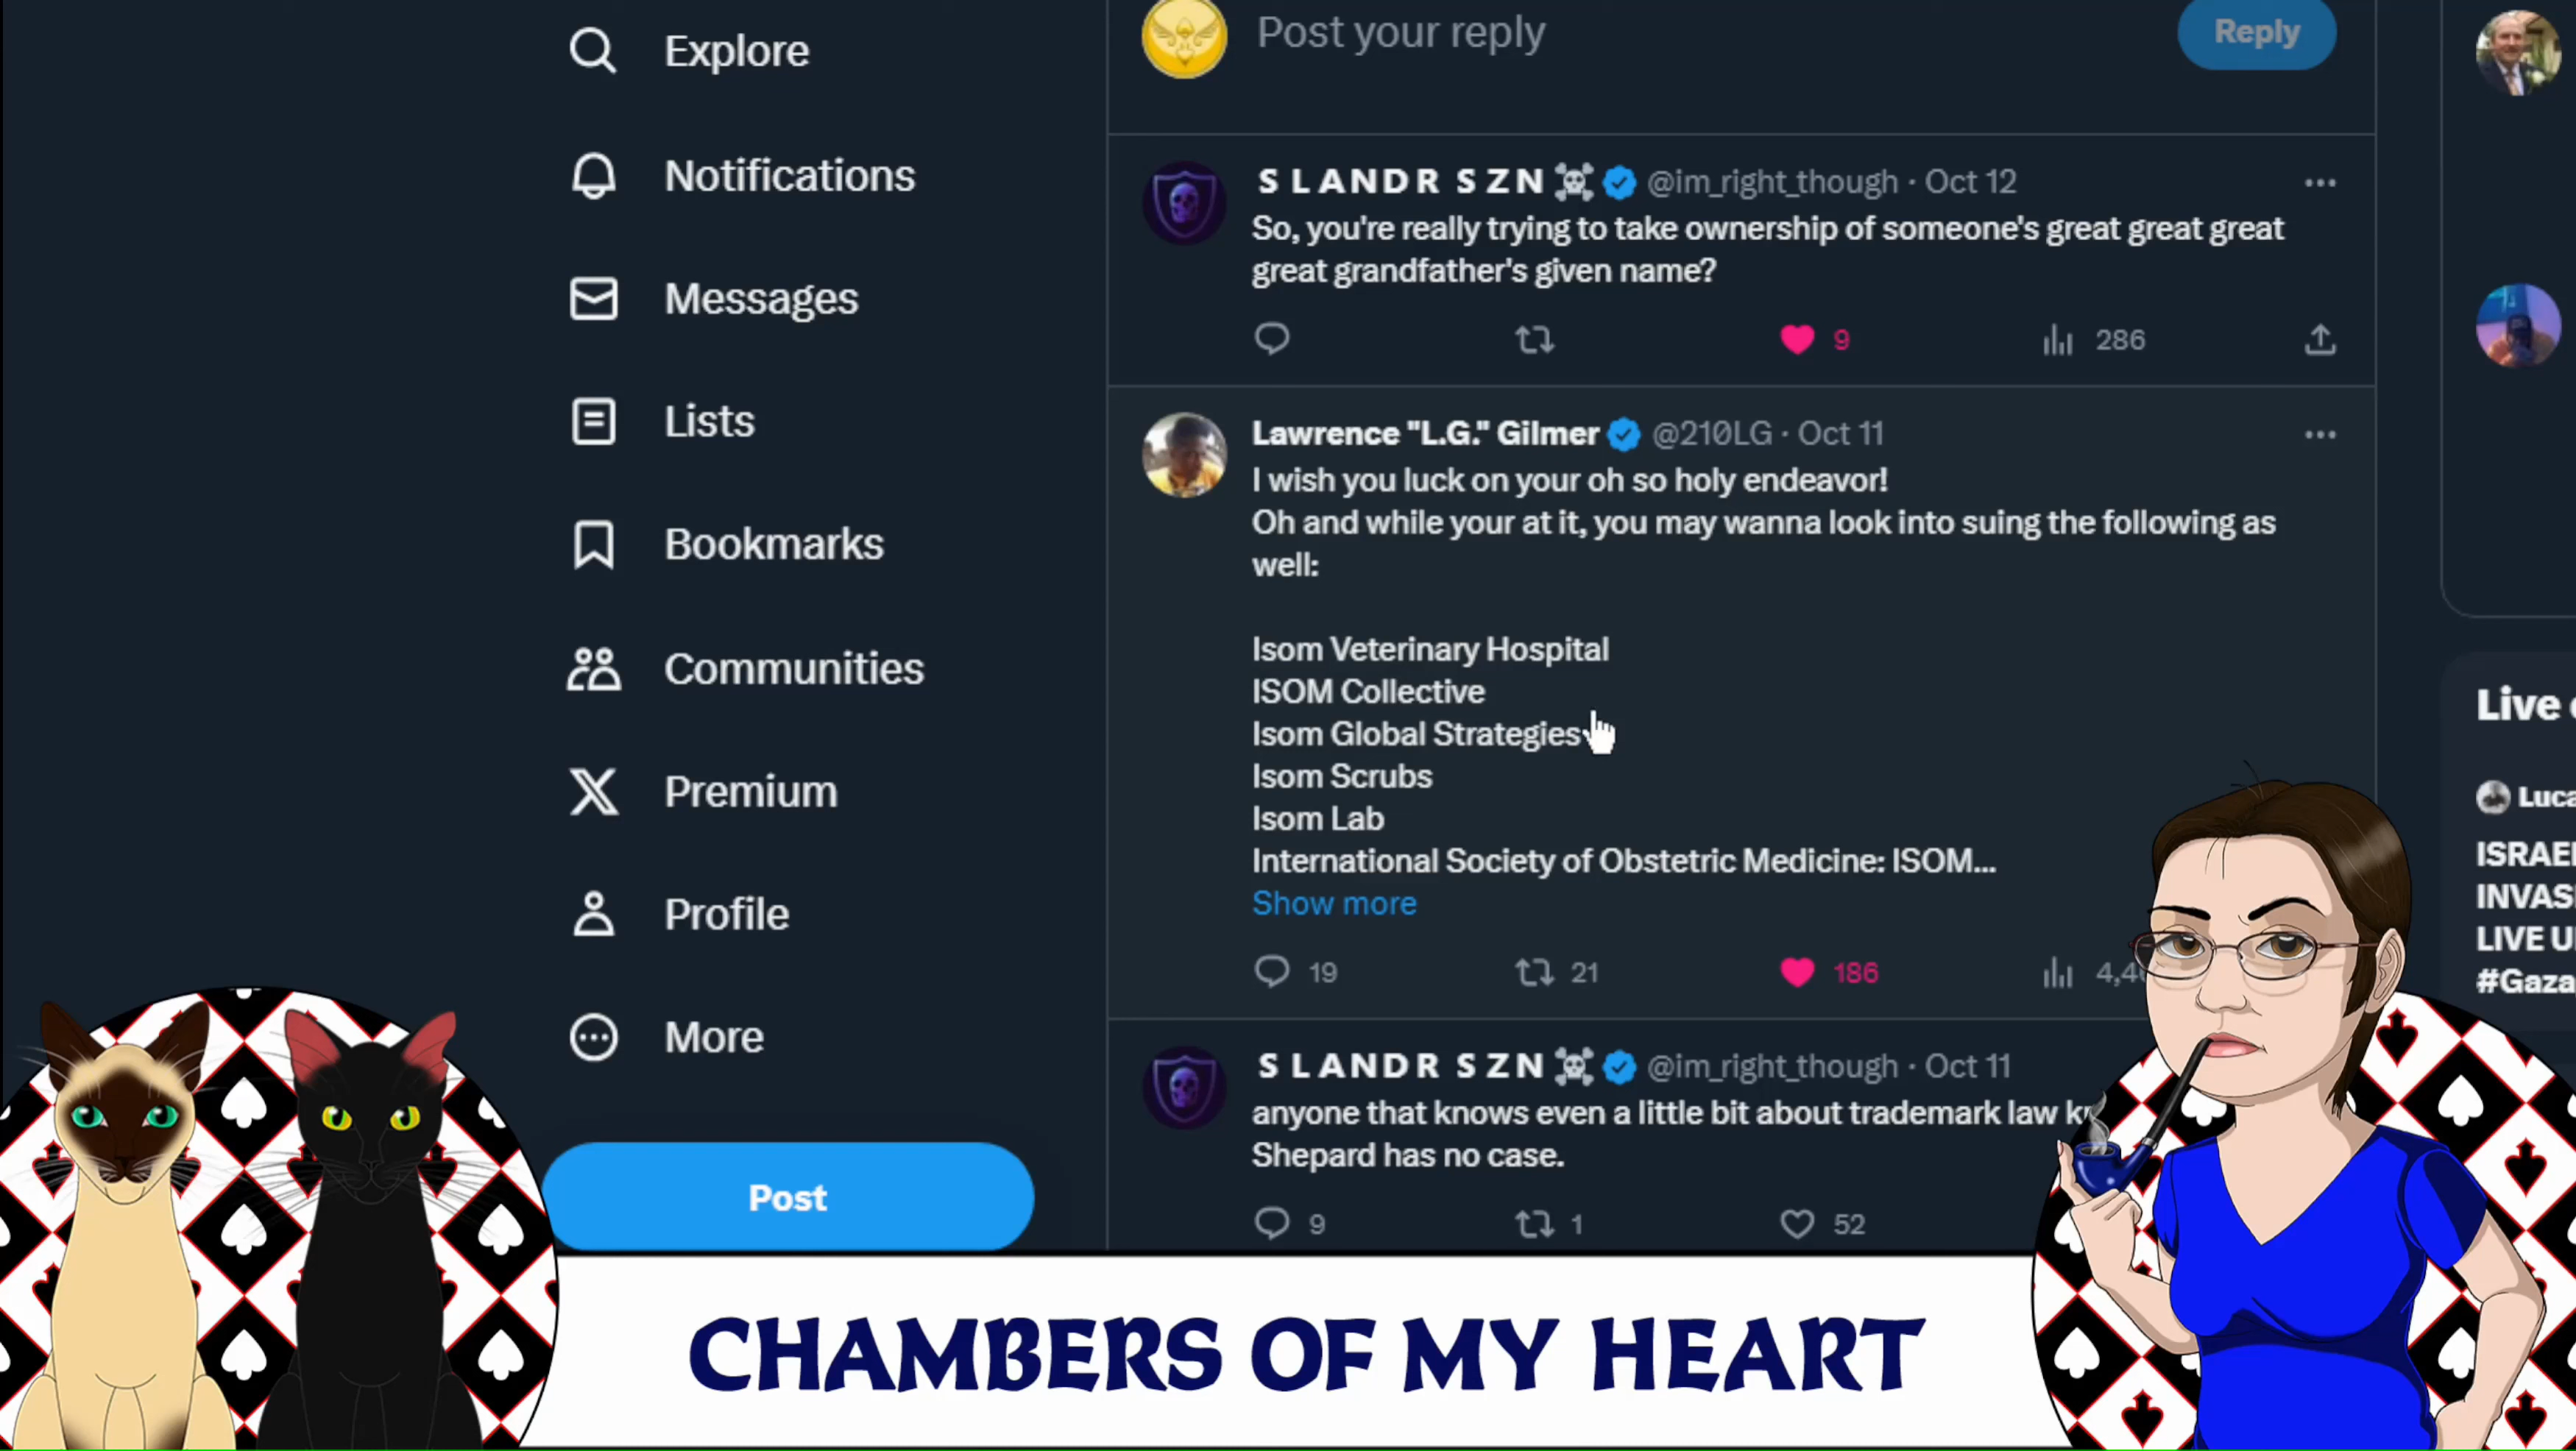 Explore
Notifications
Messages
Lists
Bookmarks
Communities
Premium
Profile
More
Post
Post your reply
Reply
S L A N D R S Z N @im_right_though · Oct 12
So, you're really trying to take ownership of someone's great great great
great grandfather's given name?
9 286
Lawrence "L.G." Gilmer @210LG · Oct 11
I wish you luck on your oh so holy endeavor!
Oh and while your at it, you may wanna look into suing the following as
well:
Isom Veterinary Hospital
ISOM Collective
Isom Global Strategies
Isom Scrubs
Isom Lab
International Society of Obstetric Medicine: ISOM...
Show more
19 21 186
S L A N D R S Z N @im_right_though · Oct 11
anyone that knows even a little bit about trademark law
Shepard has no case.
9 1 52
Live
LIVE
#Gaza
CHAMBERS OF MY HEART